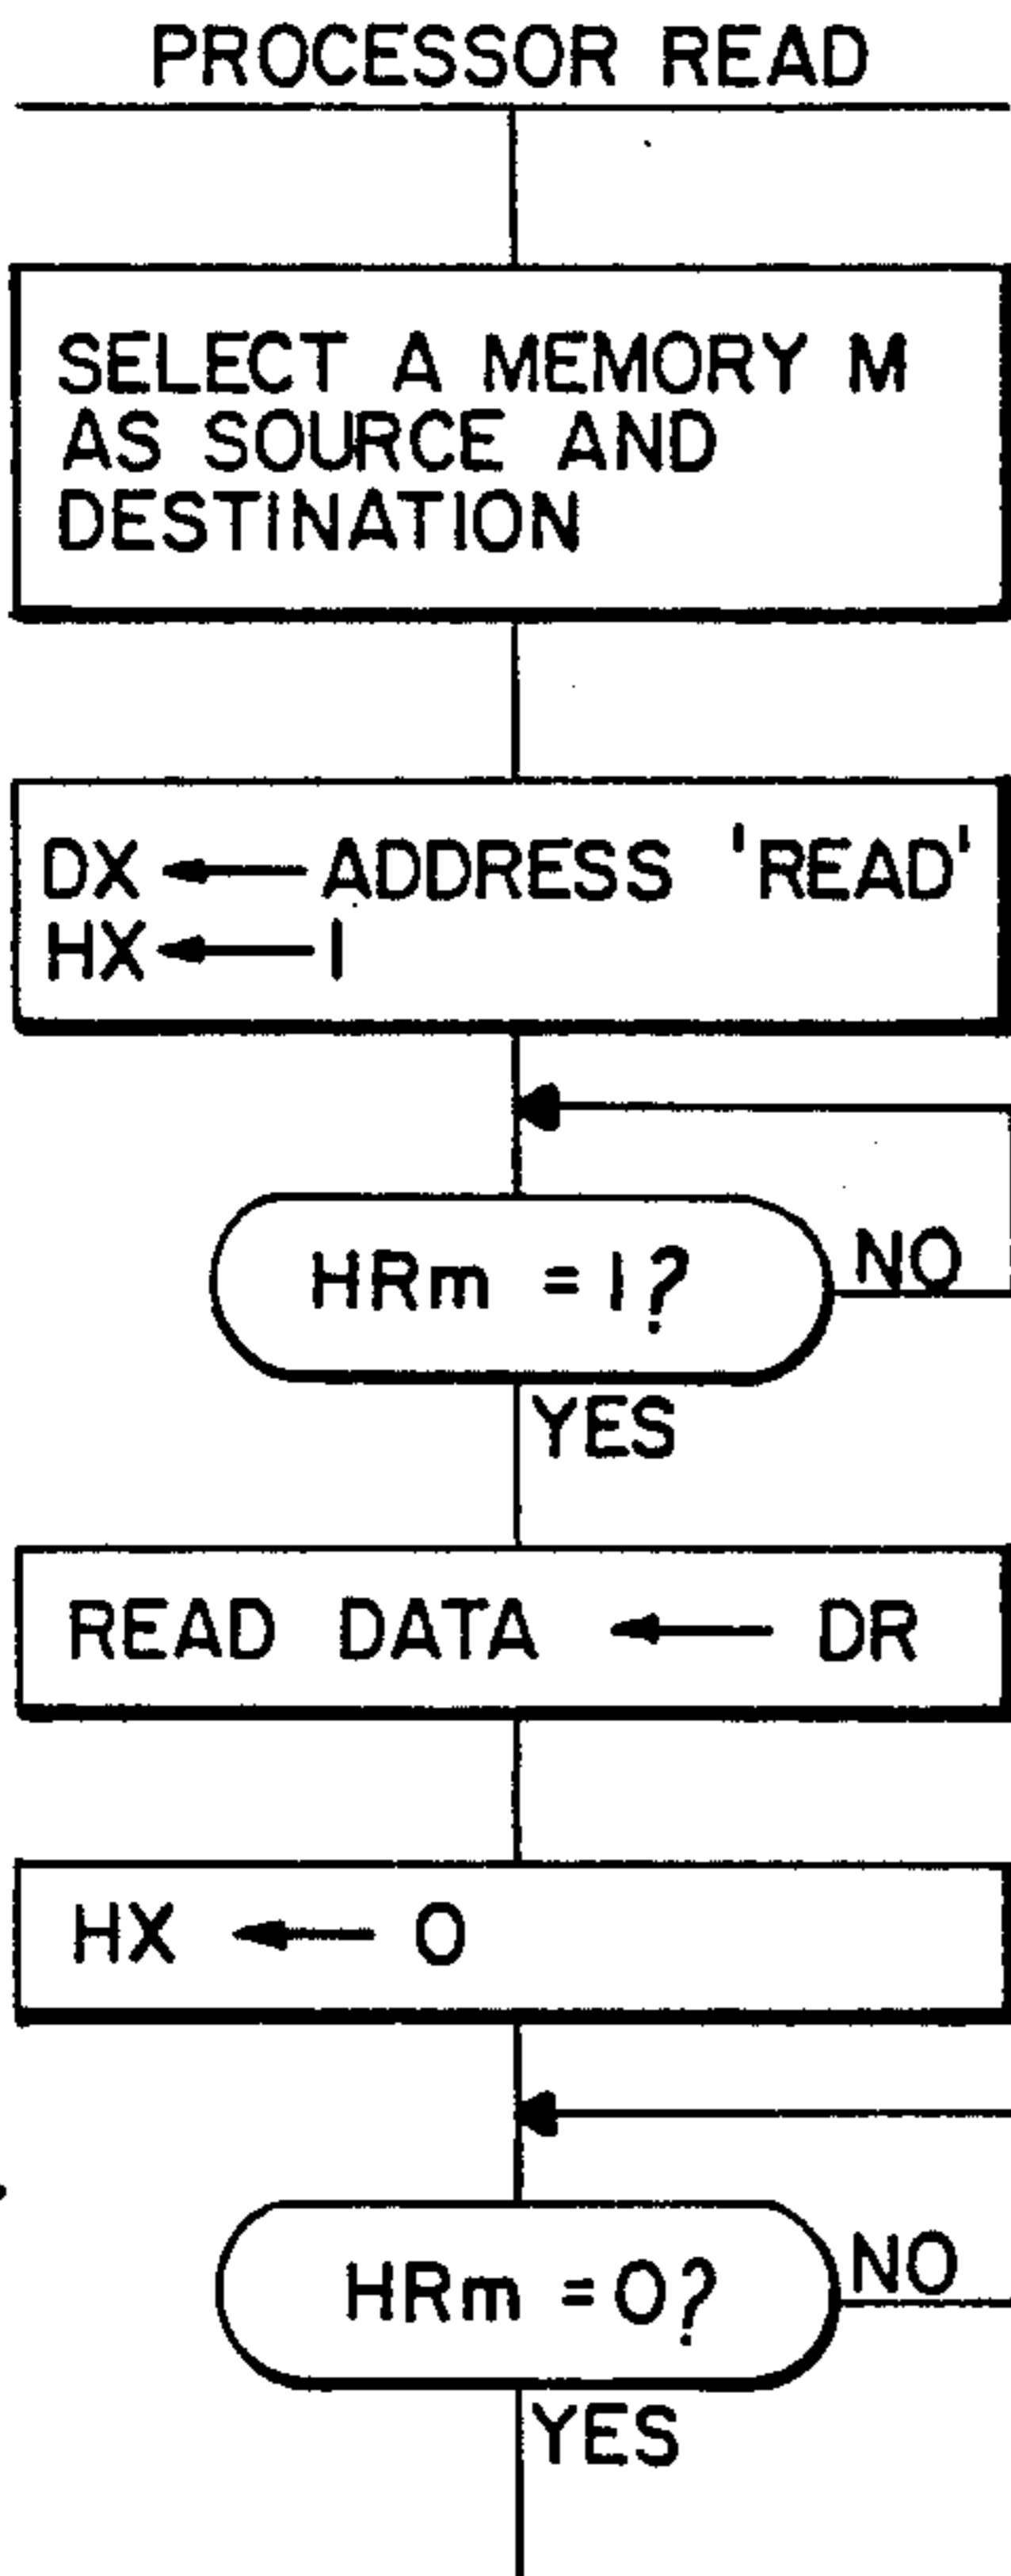 PROCESSOR READ
SELECT A MEMORY M
AS SOURCE AND
DESTINATION
DX ← ADDRESS 'READ'
HX ← 1
HRm = 1?
NO
YES
READ DATA ← DR
HX ← 0
HRm = 0?
NO
YES